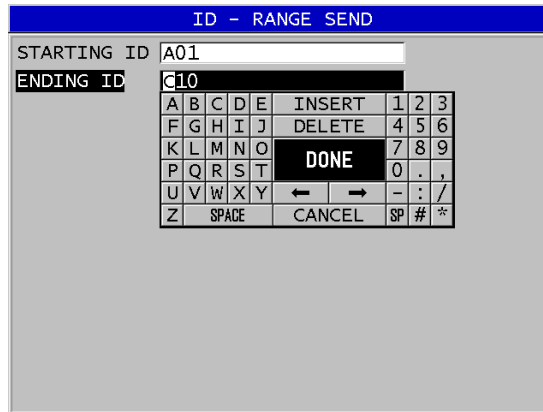 ID - RANGE SEND
STARTING ID A01
ENDING ID C10
A B C D E INSERT 1 2 3
F G H I J DELETE 4 5 6
K L M N O DONE 7 8 9
P Q R S T 0 . ,
U V W X Y ← → - : /
Z SPACE CANCEL SP # *